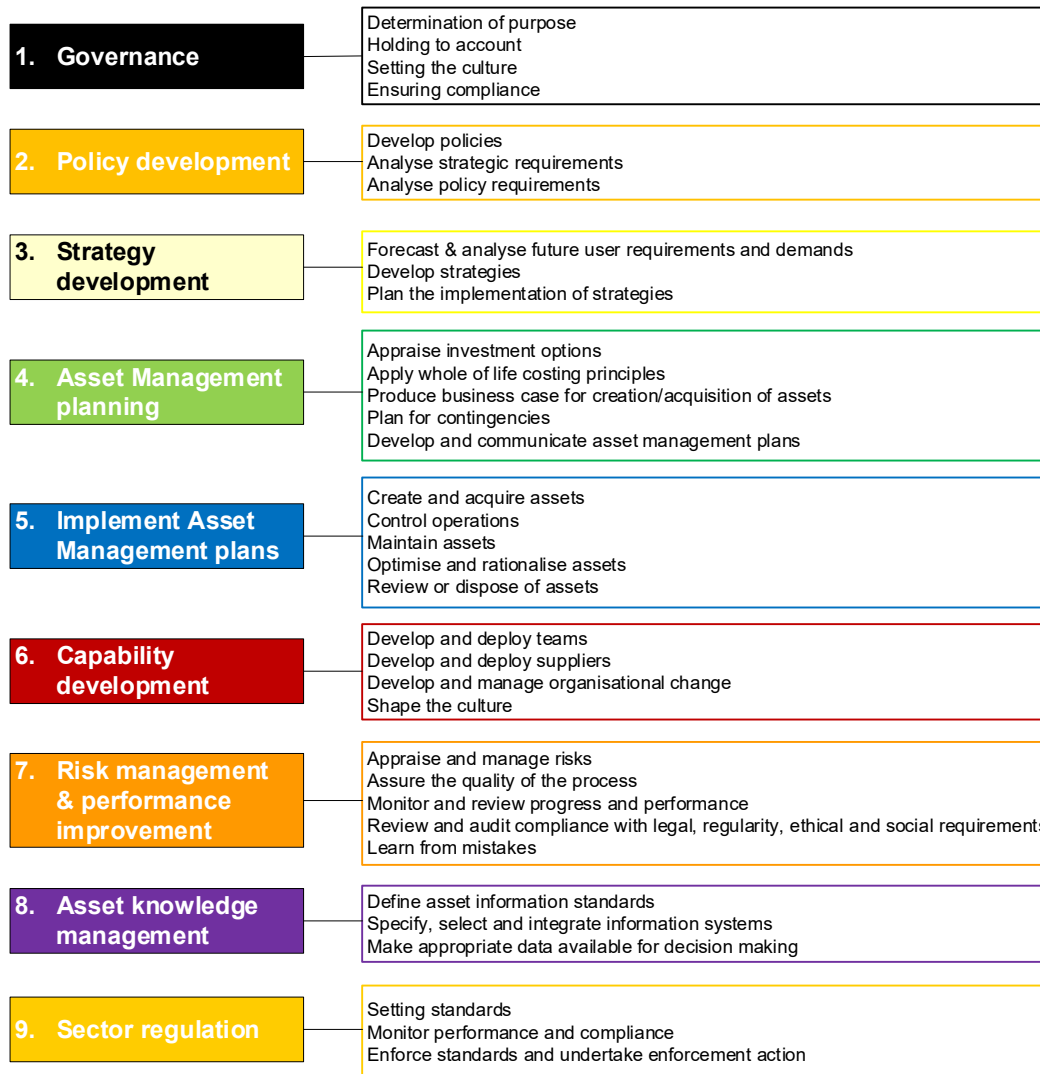 1. Governance
Determination of purpose
Holding to account
Setting the culture
Ensuring compliance
2. Policy development
Develop policies
Analyse strategic requirements
Analyse policy requirements
3. Strategy
development
Forecast & analyse future user requirements and demands
Develop strategies
Plan the implementation of strategies
4. Asset Management
planning
Appraise investment options
Apply whole of life costing principles
Produce business case for creation/acquisition of assets
Plan for contingencies
Develop and communicate asset management plans
5. Implement Asset
Management plans
Create and acquire assets
Control operations
Maintain assets
Optimise and rationalise assets
Review or dispose of assets
6. Capability
development
Develop and deploy teams
Develop and deploy suppliers
Develop and manage organisational change
Shape the culture
7. Risk management
& performance
improvement
Appraise and manage risks
Assure the quality of the process
Monitor and review progress and performance
Review and audit compliance with legal, regularity, ethical and social requirements
Learn from mistakes
8. Asset knowledge
management
Define asset information standards
Specify, select and integrate information systems
Make appropriate data available for decision making
9. Sector regulation
Setting standards
Monitor performance and compliance
Enforce standards and undertake enforcement action